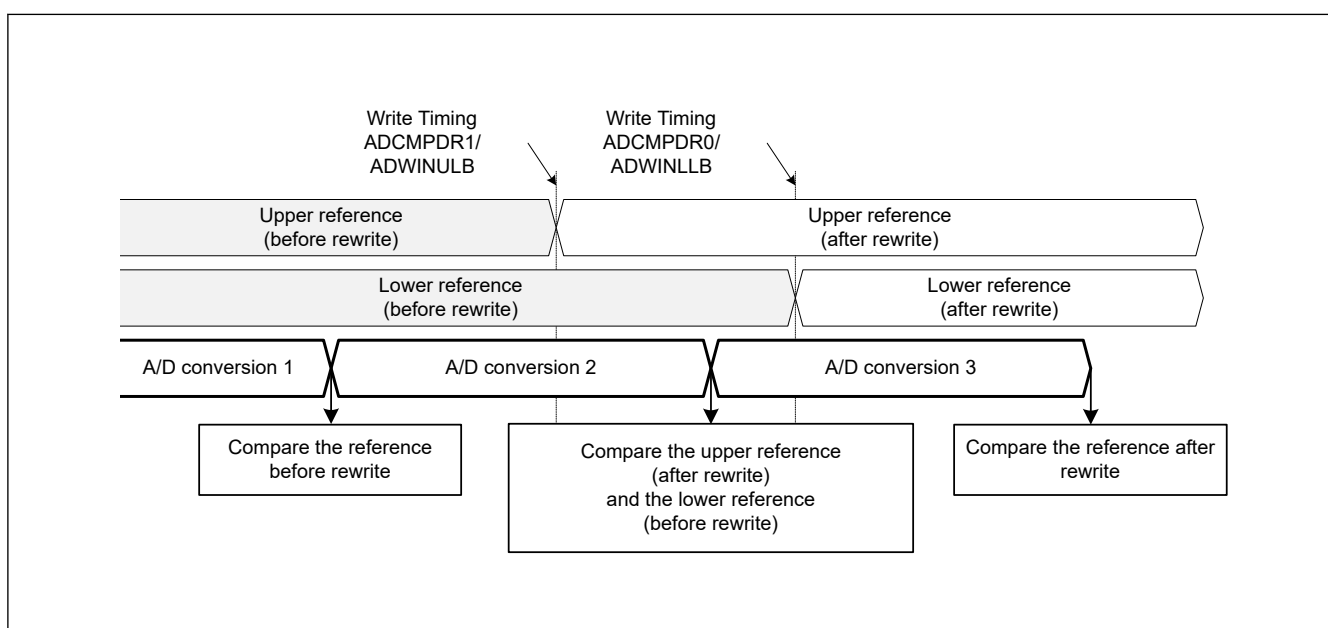 Write Timing
ADCMPDR1/
ADWINULB
Write Timing
ADCMPDR0/
ADWINLLB
Upper reference
(before rewrite)
Upper reference
(after rewrite)
Lower reference
(before rewrite)
Lower reference
(after rewrite)
A/D conversion 1
A/D conversion 2
A/D conversion 3
Compare the reference
before rewrite
Compare the upper reference
(after rewrite)
and the lower reference
(before rewrite)
Compare the reference after
rewrite